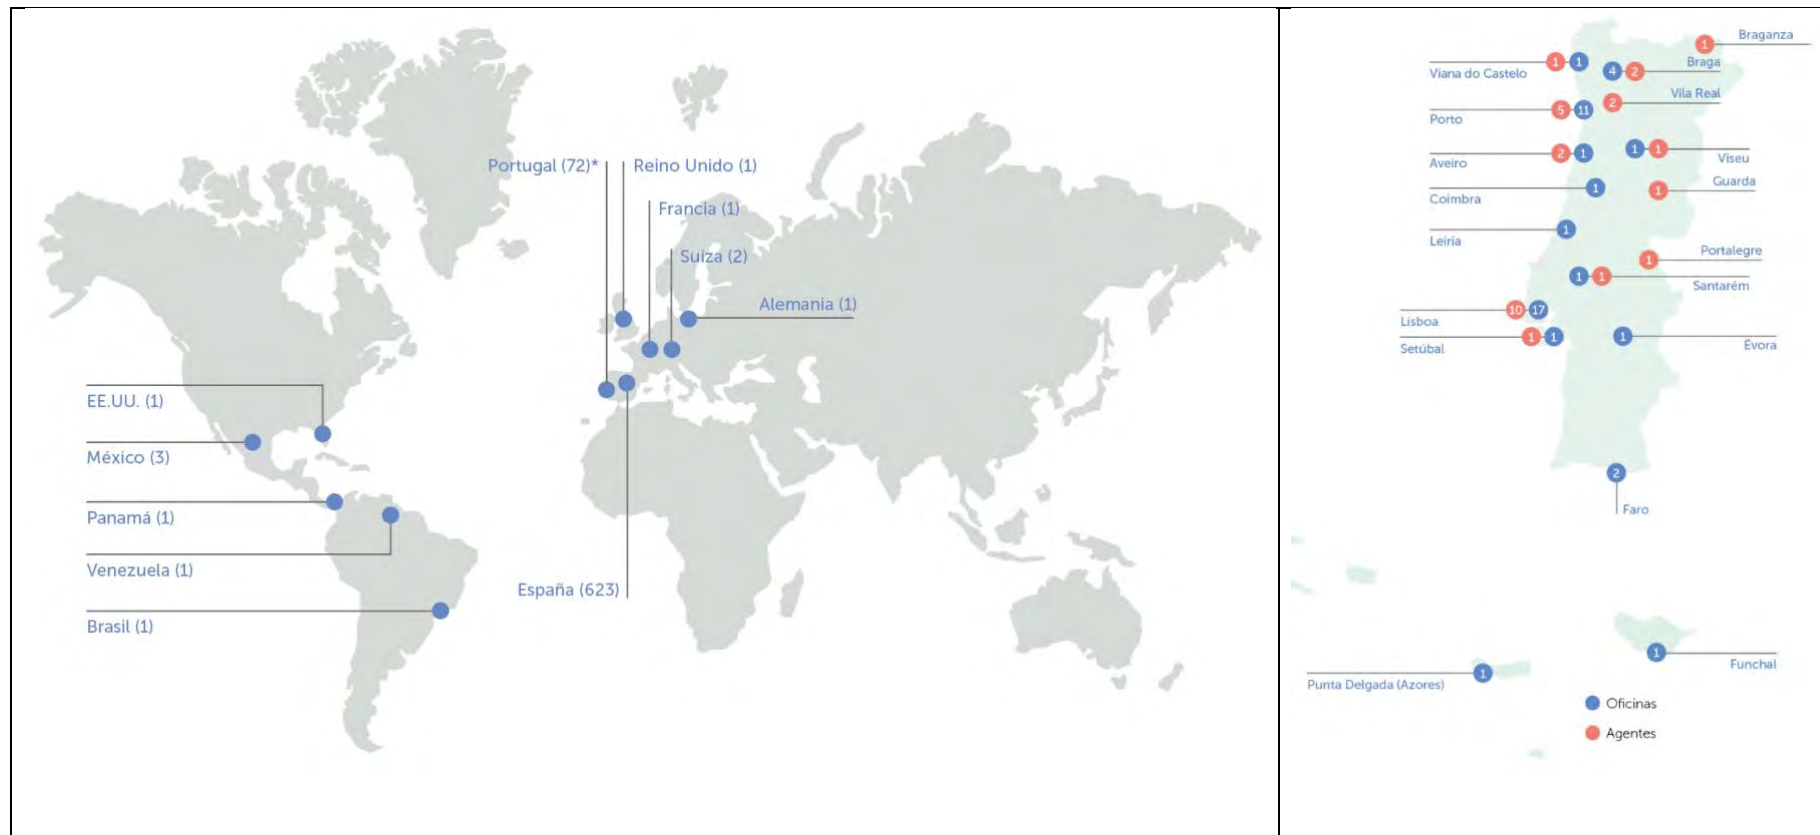 Portugal (72)*
Reino Unido (1)
Francia (1)
Suiza (2)
Alemania (1)
EE.UU. (1)
México (3)
Panamá (1)
Venezuela (1)
España (623)
Brasil (1)
1
Braganza
Viana do Castelo
1
1
4
2
Braga
Porto
5
11
2
Vila Real
Aveiro
2
1
1
1
Viseu
Coimbra
1
1
Guarda
Leiria
1
1
Portalegre
1
1
Santarém
Lisboa
10
17
Setúbal
1
1
1
Évora
2
Faro
1
Funchal
Punta Delgada (Azores)
1
Oficinas
Agentes